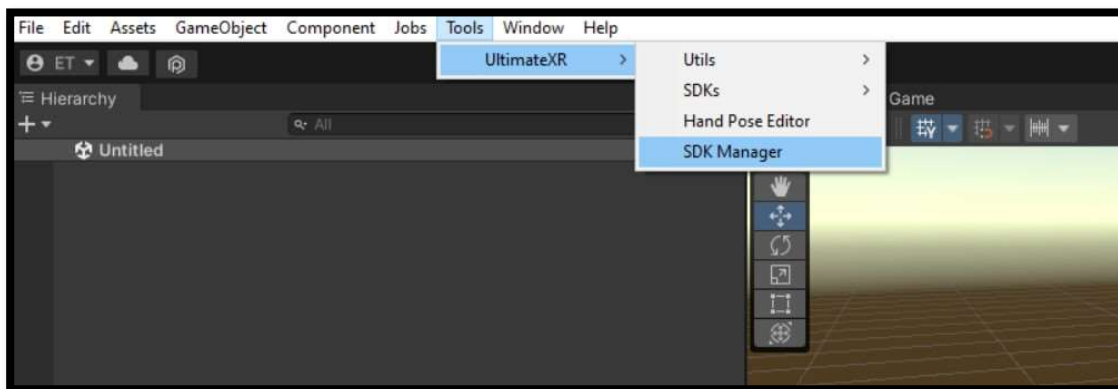 File Edit Assets GameObject Component Jobs Tools Window Help
ET UltimateXR Utils
SDKs
Hierarchy Game
All Hand Pose Editor
Untitled SDK Manager